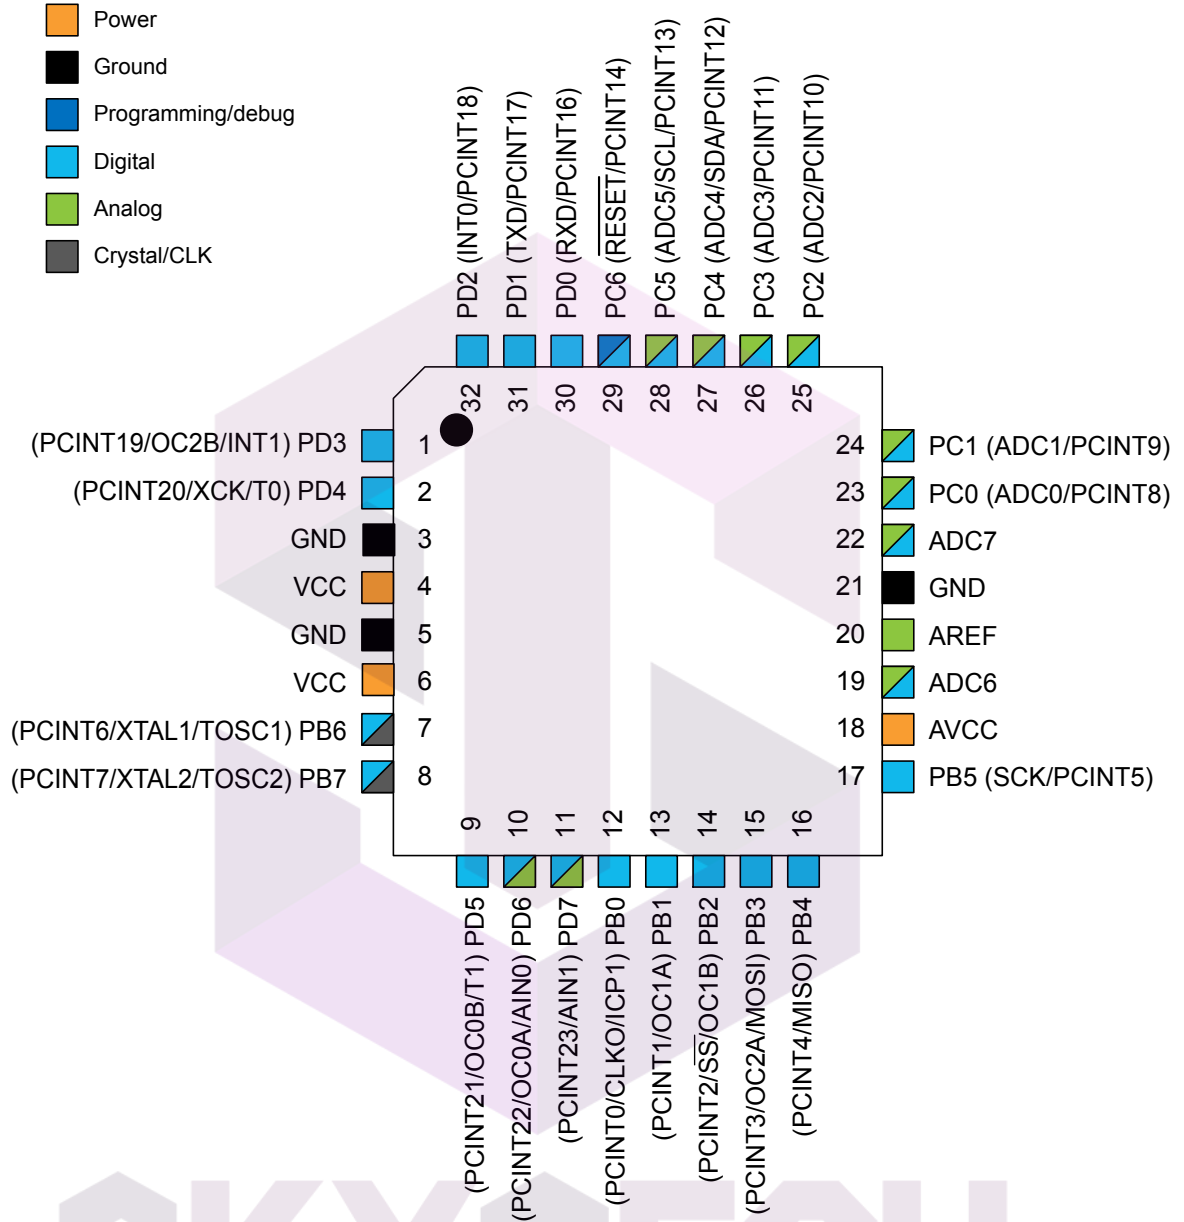 Power
Ground
Programming/debug
Digital
Analog
Crystal/CLK
PD2 (INT0/PCINT18)
PD1 (TXD/PCINT17)
PD0 (RXD/PCINT16)
PC6 (RESET/PCINT14)
PC5 (ADC5/SCL/PCINT13)
PC4 (ADC4/SDA/PCINT12)
PC3 (ADC3/PCINT11)
PC2 (ADC2/PCINT10)
32
31
30
29
28
27
26
25
(PCINT19/OC2B/INT1) PD3 1
(PCINT20/XCK/T0) PD4 2
GND 3
VCC 4
GND 5
VCC 6
(PCINT6/XTAL1/TOSC1) PB6 7
(PCINT7/XTAL2/TOSC2) PB7 8
24 PC1 (ADC1/PCINT9)
23 PC0 (ADC0/PCINT8)
22 ADC7
21 GND
20 AREF
19 ADC6
18 AVCC
17 PB5 (SCK/PCINT5)
9
10
11
12
13
14
15
16
(PCINT21/OC0B/T1) PD5
(PCINT22/OC0A/AIN0) PD6
(PCINT23/AIN1) PD7
(PCINT0/CLKO/ICP1) PB0
(PCINT1/OC1A) PB1
(PCINT2/SS/OC1B) PB2
(PCINT3/OC2A/MOSI) PB3
(PCINT4/MISO) PB4